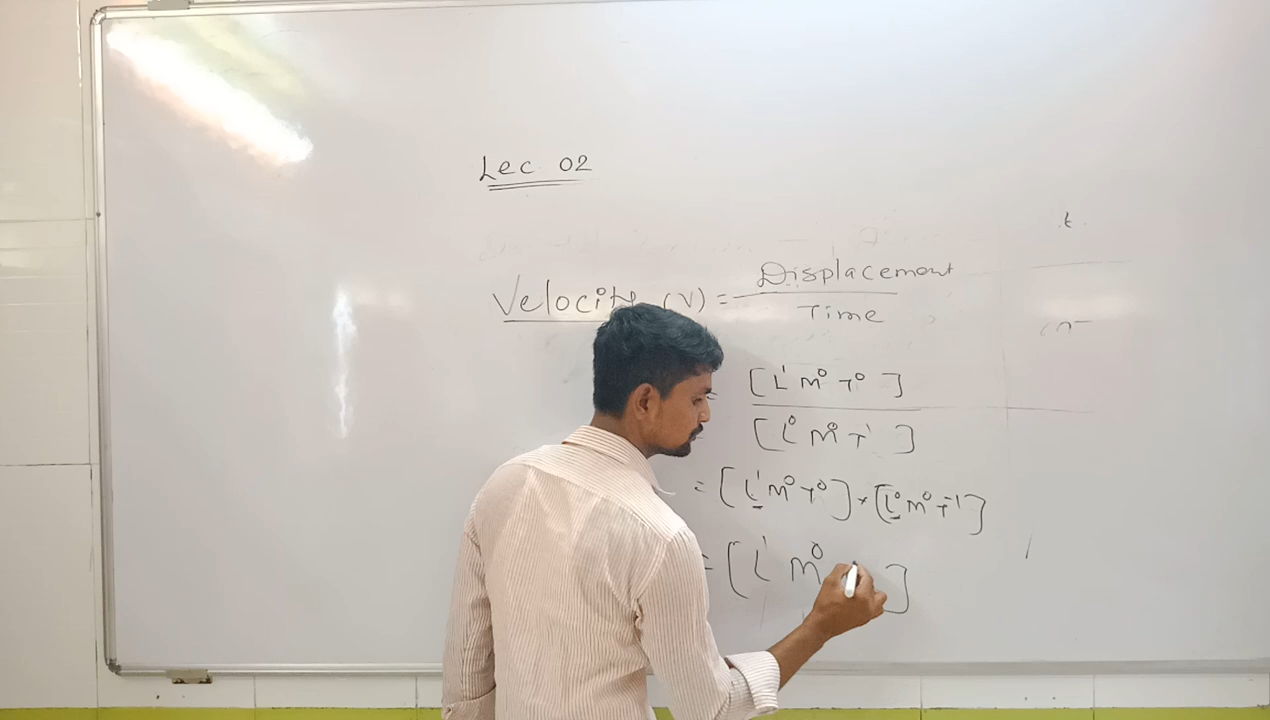 Lec 02
t
Velocity (V) = Displacement / Time
= [L¹ M⁰ T⁰] / [L⁰ M⁰ T¹]
= [L¹ M⁰ T⁰] × [L⁰ M⁰ T⁻¹]
= [L¹ M⁰ ]